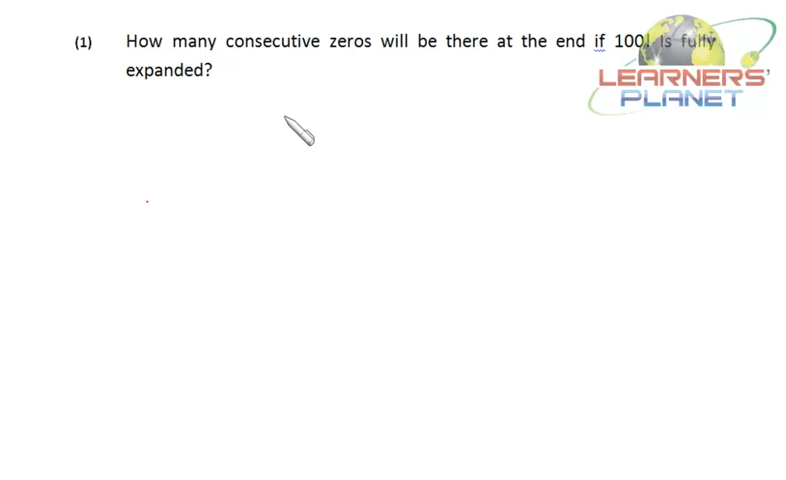 (1) How many consecutive zeros will be there at the end if 100! Is fully
expanded?
LEARNERS'
PLANET